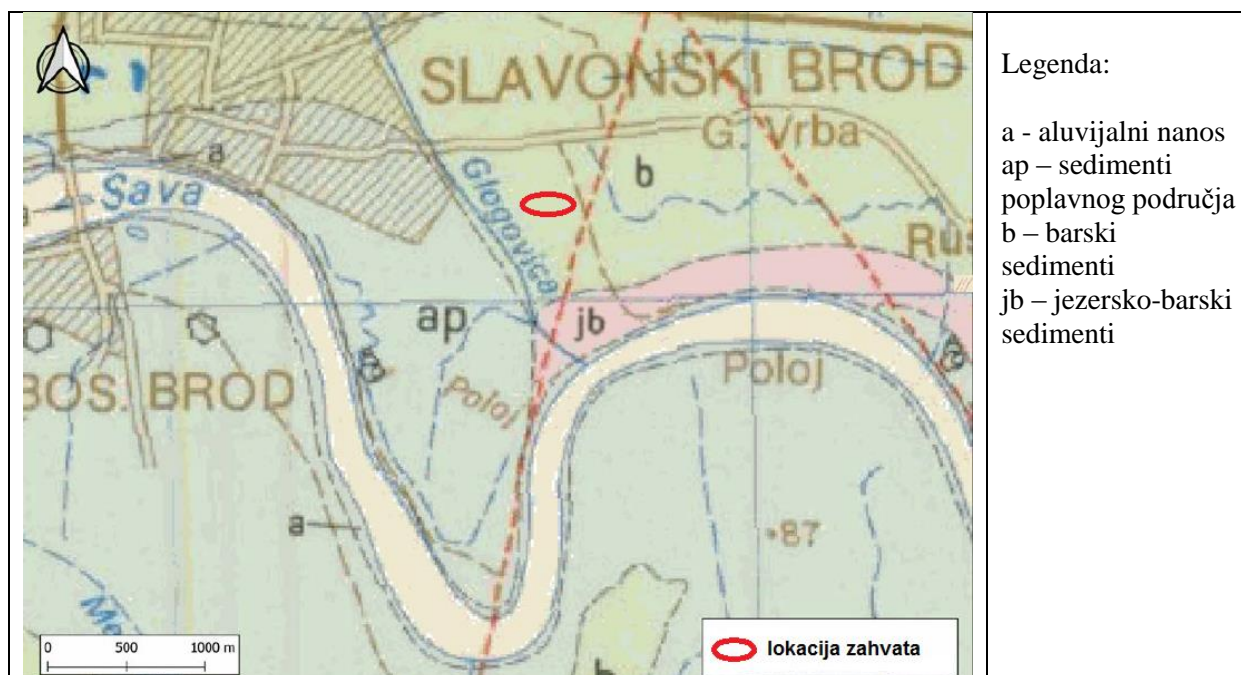 SLAVONSKI BROD
G. Vrba
a
b
Sava
Glogovica
Rus
ap
jb
Poloj
Poloj
BOS. BROD
a
87
0 500 1000 m
lokacija zahvata
Legenda:
a - aluvijalni nanos
ap – sedimenti
poplavnog područja
b – barski
sedimenti
jb – jezersko-barski
sedimenti